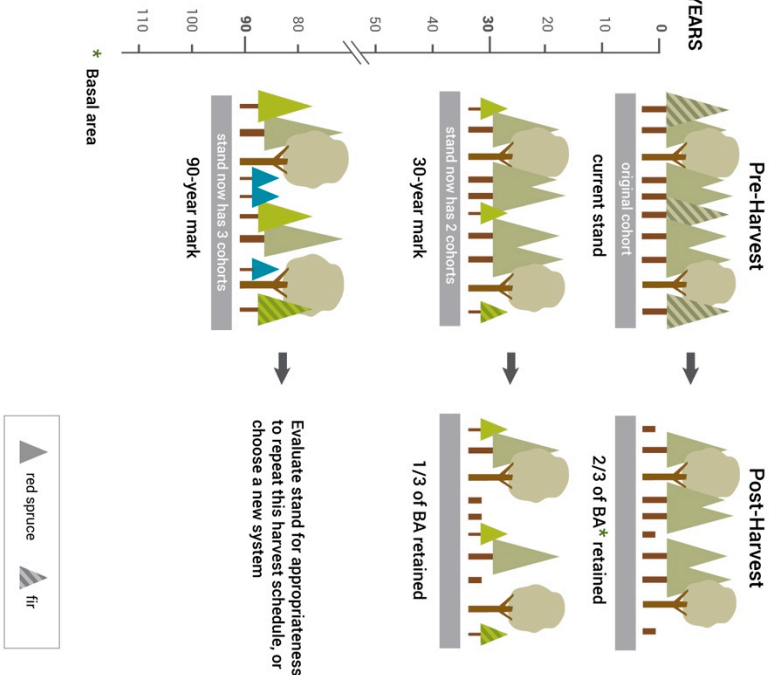 YEARS
0
10
20
30
40
50
80
90
100
110
Pre-Harvest
Post-Harvest
original cohort
current stand
2/3 of BA* retained
stand now has 2 cohorts
30-year mark
1/3 of BA retained
stand now has 3 cohorts
90-year mark
Evaluate stand for appropriateness
to repeat this harvest schedule, or
choose a new system
* Basal area
red spruce
fir